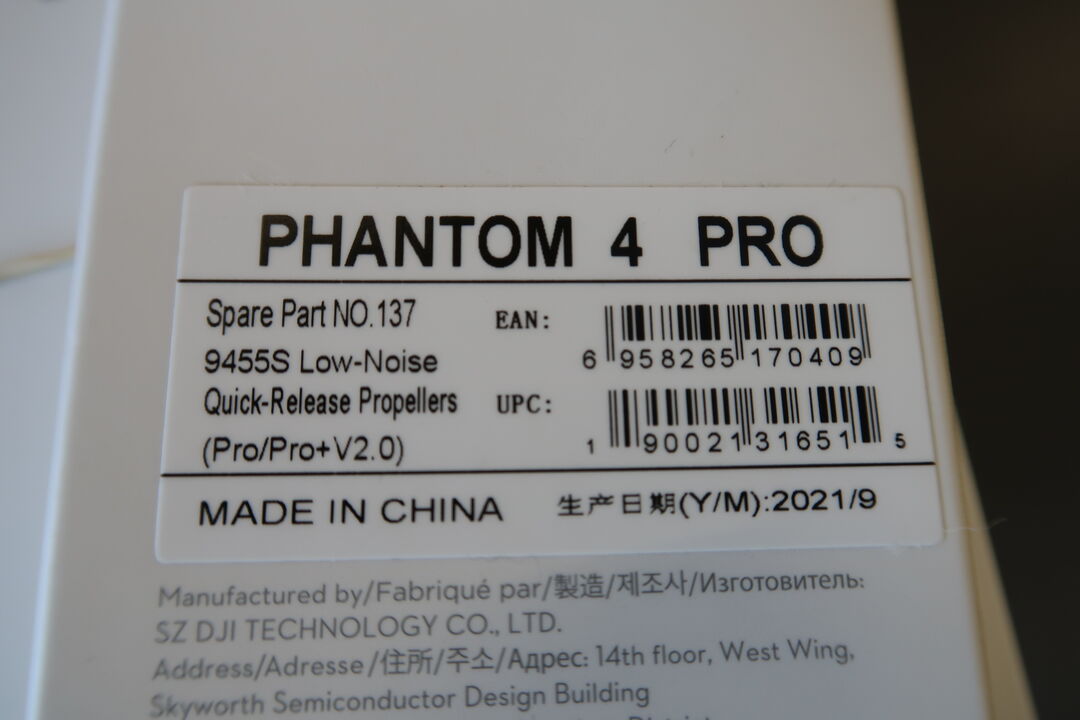 PHANTOM 4 PRO
Spare Part NO.137
9455S Low-Noise
Quick-Release Propellers
(Pro/Pro+V2.0)
EAN:
6 958265 170409
UPC:
1 90021 31651 5
MADE IN CHINA
生产日期(Y/M):2021/9
Manufactured by/Fabriqué par/製造/제조사/Изготовитель:
SZ DJI TECHNOLOGY CO., LTD.
Address/Adresse/住所/주소/Адрес: 14th floor, West Wing,
Skyworth Semiconductor Design Building